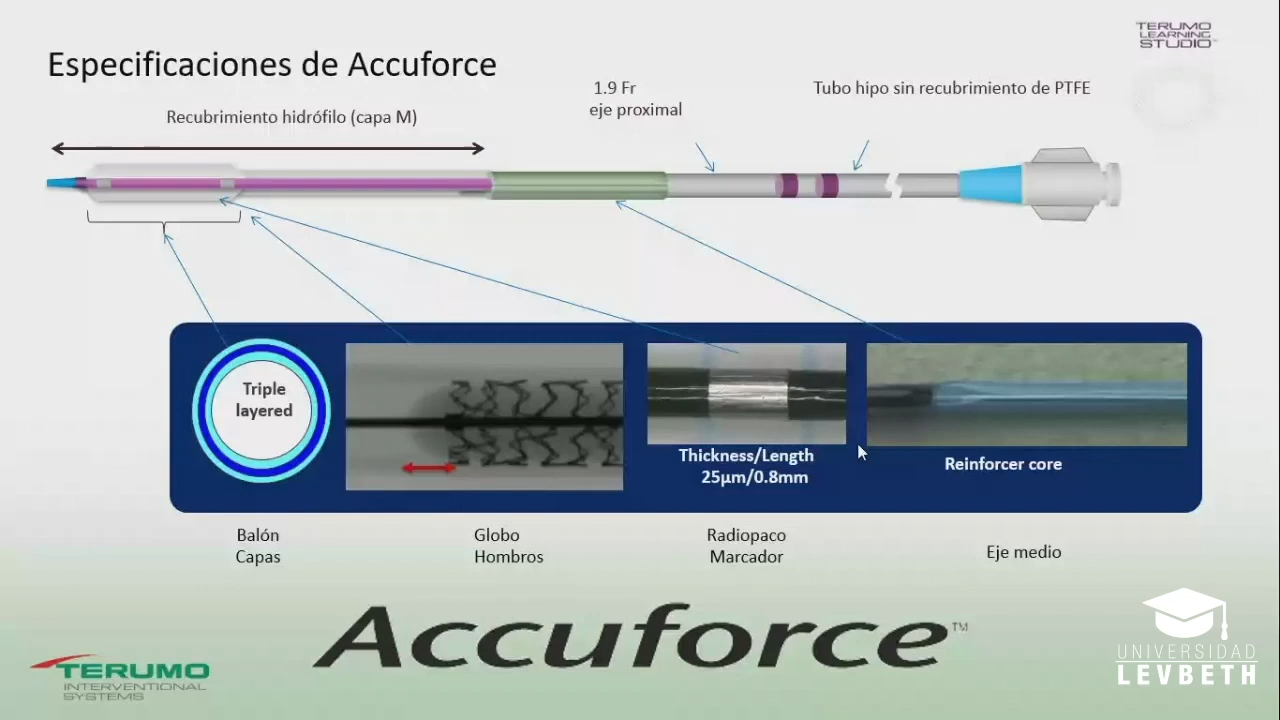 TERUMO
LEARNING
STUDIO™
Especificaciones de Accuforce
Recubrimiento hidrófilo (capa M)
1.9 Fr
eje proximal
Tubo hipo sin recubrimiento de PTFE
Triple
layered
Thickness/Length
25µm/0.8mm
Reinforcer core
Balón
Capas
Globo
Hombros
Radiopaco
Marcador
Eje medio
Accuforce™
TERUMO
INTERVENTIONAL
SYSTEMS
UNIVERSIDAD
LEVBETH